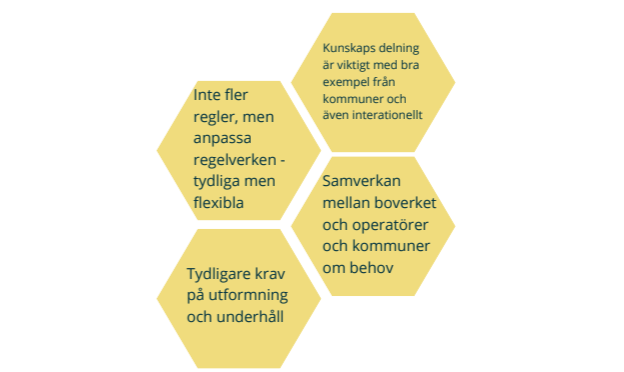 Kunskaps delning
är viktigt med bra
exempel från
kommuner och
även interationellt
Inte fler
regler, men
anpassa
regelverken -
tydliga men
flexibla
Samverkan
mellan boverket
och operatörer
och kommuner
om behov
Tydligare krav
på utformning
och underhåll